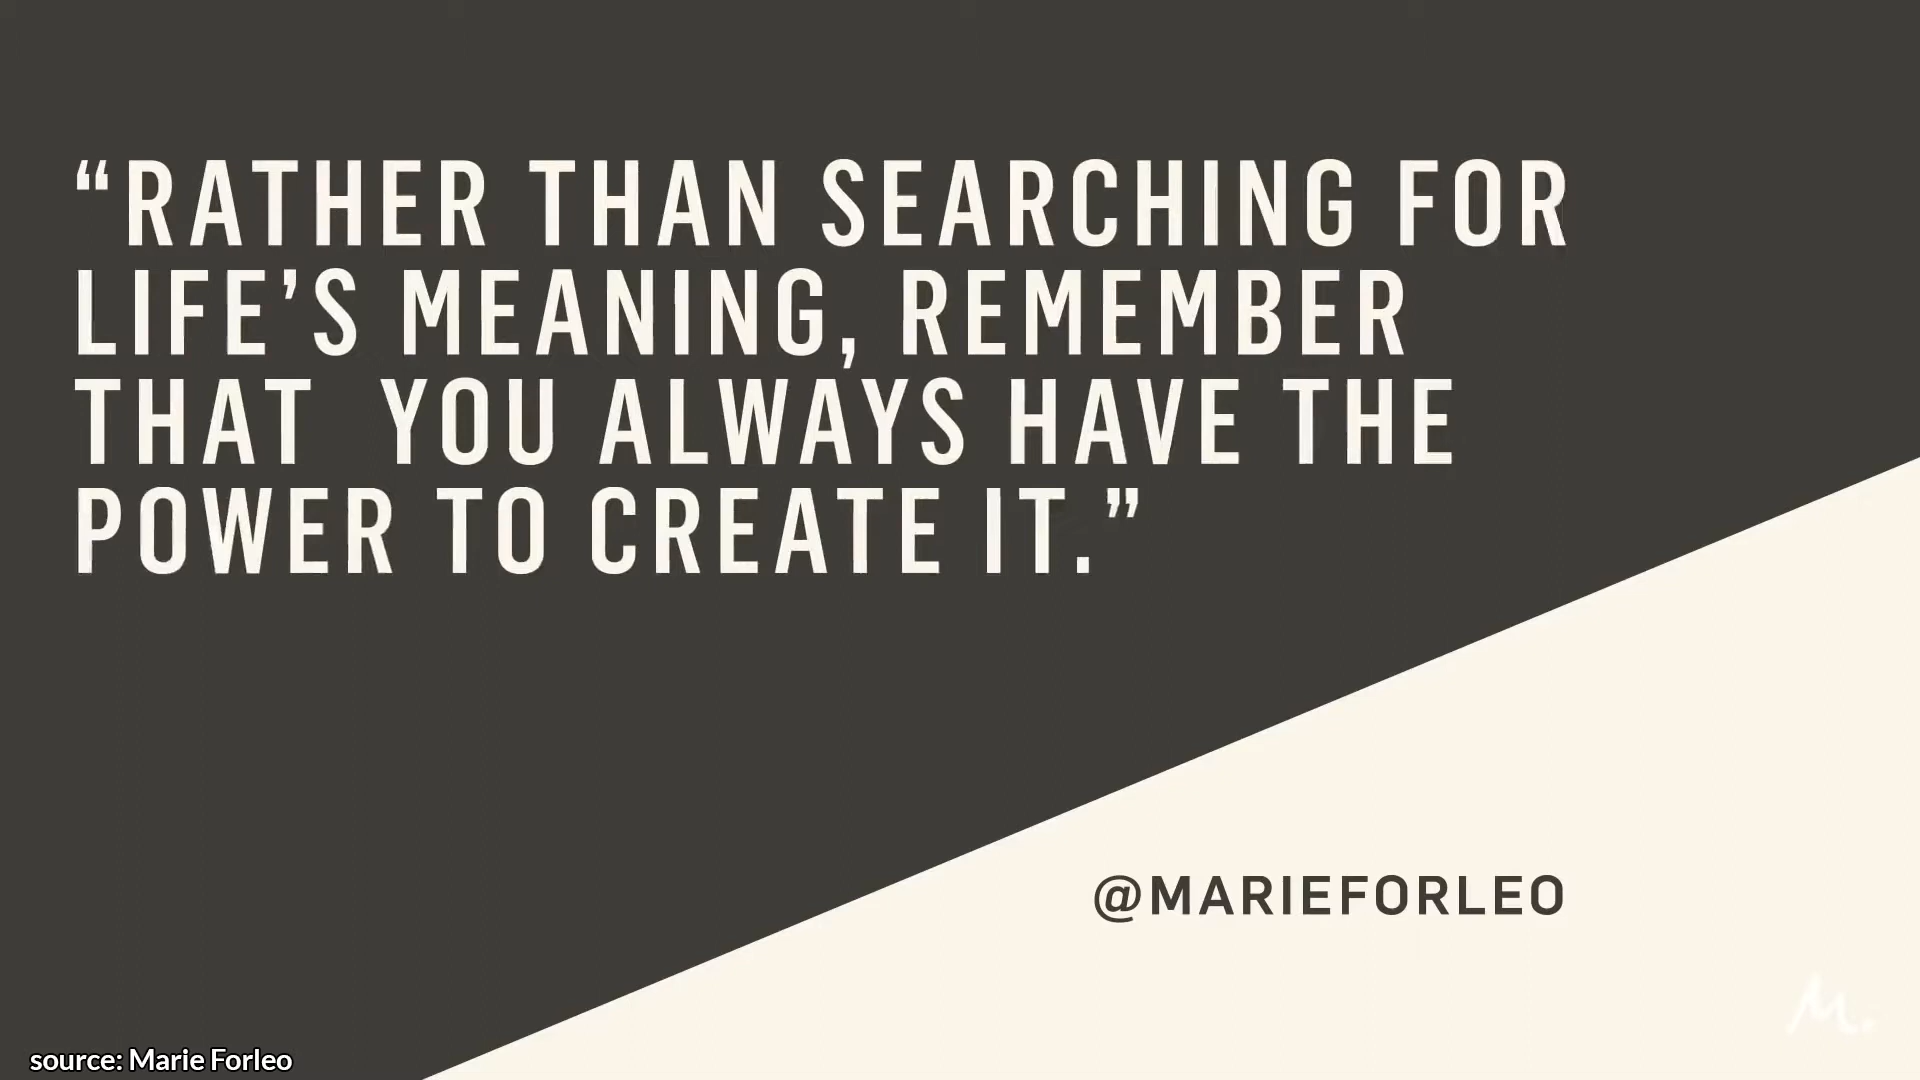 “RATHER THAN SEARCHING FOR
LIFE’S MEANING, REMEMBER
THAT  YOU ALWAYS HAVE THE
POWER TO CREATE IT.”
@MARIEFORLEO
M.
source: Marie Forleo